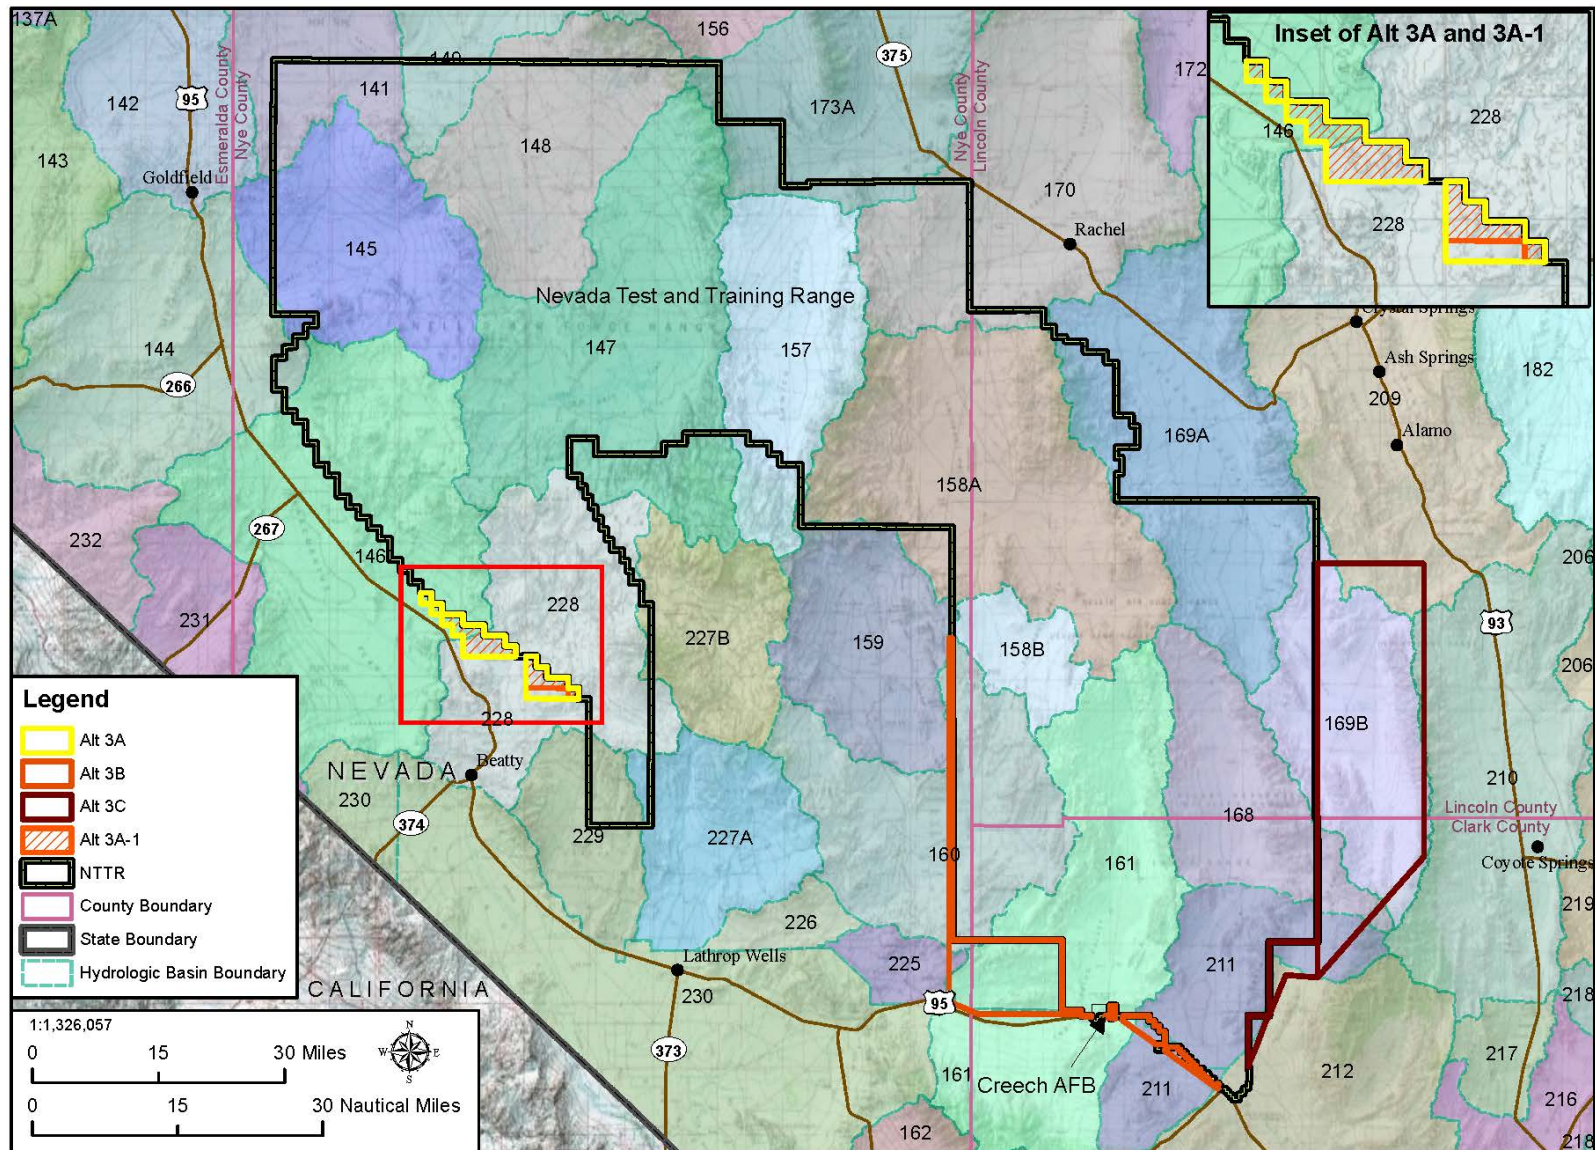 137A
156
Inset of Alt 3A and 3A-1
375
172
142
95
Esmeralda County
Nye County
141
140
173A
Nye County
Lincoln County
228
146
228
143
148
Goldfield
170
Rachel
145
Nevada Test and Training Range
147
157
Crystal Springs
144
266
Ash Springs
182
209
169A
Alamo
158A
267
232
146
206
231
228
227B
159
158B
93
206
169B
228
Legend
Alt 3A
Alt 3B
Alt 3C
Alt 3A-1
NTTR
County Boundary
State Boundary
Hydrologic Basin Boundary
NEVADA
Beatty
230
374
229
227A
160
161
168
210
Lincoln County
Clark County
Coyote Springs
219
226
225
211
Lathrop Wells
230
CALIFORNIA
95
218
1:1,326,057
0 15 30 Miles
0 15 30 Nautical Miles
N
W E
S
373
161
Creech AFB
211
212
217
216
162
218